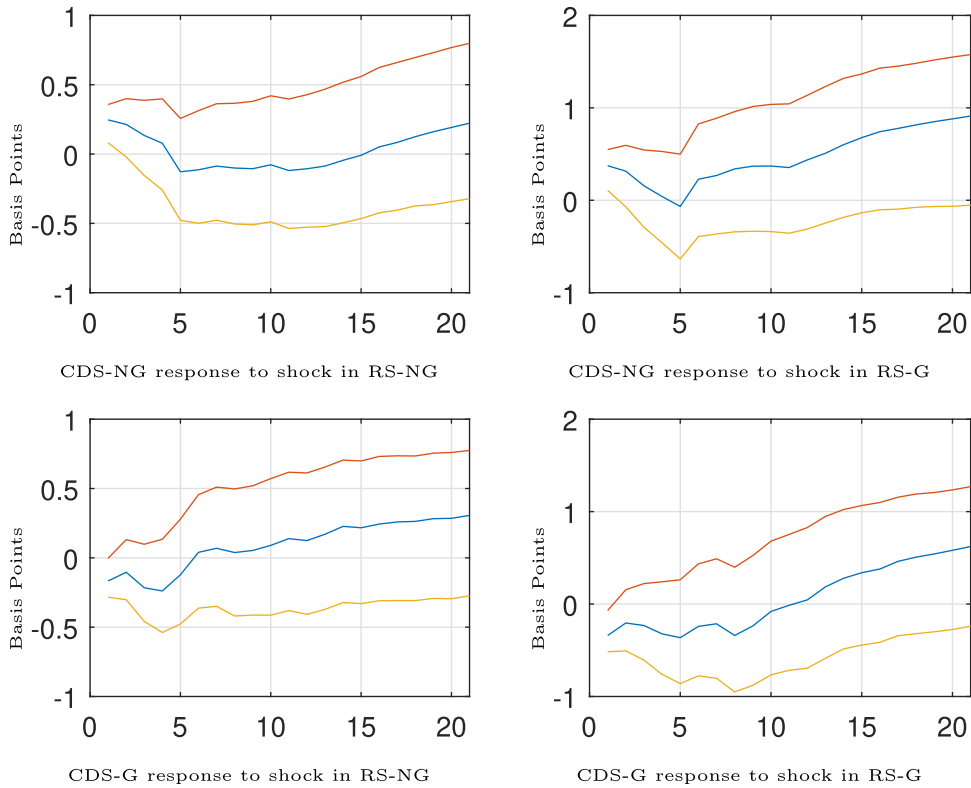 1
0.5
0
-0.5
-1
Basis Points
0 5 10 15 20
CDS-NG response to shock in RS-NG
2
1
0
-1
Basis Points
0 5 10 15 20
CDS-NG response to shock in RS-G
1
0.5
0
-0.5
-1
Basis Points
0 5 10 15 20
CDS-G response to shock in RS-NG
2
1
0
-1
Basis Points
0 5 10 15 20
CDS-G response to shock in RS-G